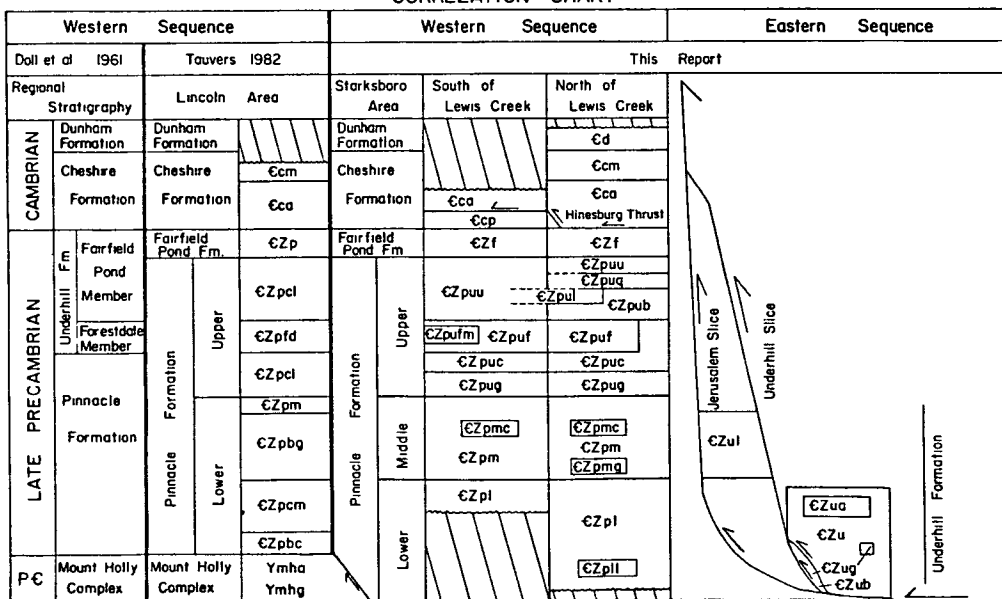 CORRELATION CHART
Western Sequence
Western Sequence
Eastern Sequence
Doll et al 1961
Tauvers 1982
This Report
Regional Stratigraphy
Lincoln Area
Starksboro Area
South of Lewis Creek
North of Lewis Creek
CAMBRIAN
Dunham Formation
Dunham Formation
Dunham Formation
Є d
Cheshire Formation
Cheshire Formation
Є cm
Є ca
Cheshire Formation
Є ca
Є cp
Є cm
Є ca
Hinesburg Thrust
LATE PRECAMBRIAN
Underhill Fm
Fairfield Pond Member
Forestdale Member
Pinnacle Formation
Fairfield Pond Fm.
Є Zp
Pinnacle Formation
Upper
Є Zpcl
Є Zpfd
Є Zpcl
Lower
Є Zpm
Є Zpbg
Є Zpcm
Є Zpbc
Fairfield Pond Fm
Є Zf
Є Zf
Pinnacle Formation
Upper
Є Zpuu
Є Zpuu
Є Zpuq
Є Zpul
Є Zpub
Є Zpufm
Є Zpuf
Є Zpuf
Є Zpuc
Є Zpuc
Є Zpug
Є Zpug
Middle
Є Zpmc
Є Zpmc
Є Zpm
Є Zpm
Є Zpmg
Lower
Є Zpl
Є Zpl
Є Zpll
Jerusalem Slice
Underhill Slice
Є Zul
Є Zua
Є Zu
Є Zug
Є Zub
Underhill Formation
PЄ
Mount Holly Complex
Mount Holly Complex
Ymha
Ymhg